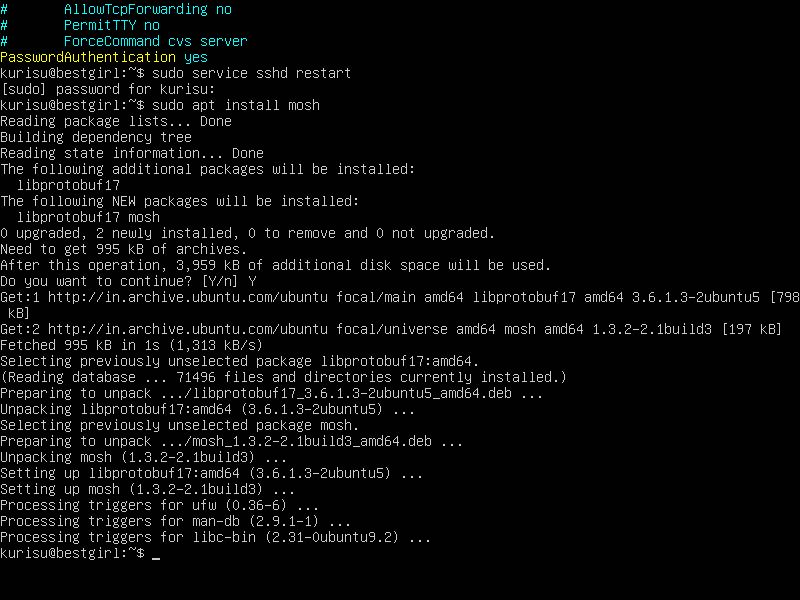 #       AllowTcpForwarding no
#       PermitTTY no
#       ForceCommand cvs server
PasswordAuthentication yes
kurisu@bestgirl:~$ sudo service sshd restart
[sudo] password for kurisu:
kurisu@bestgirl:~$ sudo apt install mosh
Reading package lists... Done
Building dependency tree
Reading state information... Done
The following additional packages will be installed:
  libprotobuf17
The following NEW packages will be installed:
  libprotobuf17 mosh
0 upgraded, 2 newly installed, 0 to remove and 0 not upgraded.
Need to get 995 kB of archives.
After this operation, 3,959 kB of additional disk space will be used.
Do you want to continue? [Y/n] Y
Get:1 http://in.archive.ubuntu.com/ubuntu focal/main amd64 libprotobuf17 amd64 3.6.1.3-2ubuntu5 [798
 kB]
Get:2 http://in.archive.ubuntu.com/ubuntu focal/universe amd64 mosh amd64 1.3.2-2.1build3 [197 kB]
Fetched 995 kB in 1s (1,313 kB/s)
Selecting previously unselected package libprotobuf17:amd64.
(Reading database ... 71496 files and directories currently installed.)
Preparing to unpack .../libprotobuf17_3.6.1.3-2ubuntu5_amd64.deb ...
Unpacking libprotobuf17:amd64 (3.6.1.3-2ubuntu5) ...
Selecting previously unselected package mosh.
Preparing to unpack .../mosh_1.3.2-2.1build3_amd64.deb ...
Unpacking mosh (1.3.2-2.1build3) ...
Setting up libprotobuf17:amd64 (3.6.1.3-2ubuntu5) ...
Setting up mosh (1.3.2-2.1build3) ...
Processing triggers for ufw (0.36-6) ...
Processing triggers for man-db (2.9.1-1) ...
Processing triggers for libc-bin (2.31-0ubuntu9.2) ...
kurisu@bestgirl:~$ _